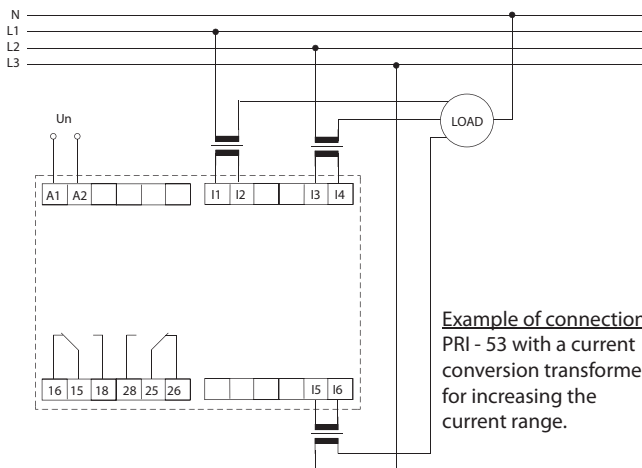 N
L1
L2
L3
Un
LOAD
A1 A2 I1 I2 I3 I4
Example of connection
PRI - 53 with a current
conversion transforme
for increasing the
current range.
16 15 18 28 25 26 I5 I6